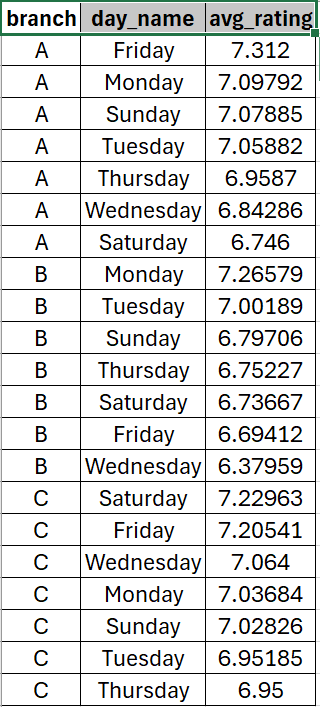 branch day_name avg_rating
A Friday 7.312
A Monday 7.09792
A Sunday 7.07885
A Tuesday 7.05882
A Thursday 6.9587
A Wednesday 6.84286
A Saturday 6.746
B Monday 7.26579
B Tuesday 7.00189
B Sunday 6.79706
B Thursday 6.75227
B Saturday 6.73667
B Friday 6.69412
B Wednesday 6.37959
C Saturday 7.22963
C Friday 7.20541
C Wednesday 7.064
C Monday 7.03684
C Sunday 7.02826
C Tuesday 6.95185
C Thursday 6.95